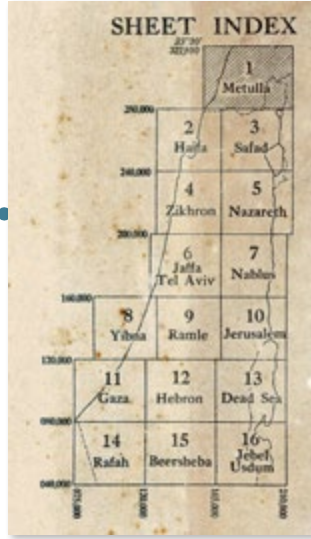 SHEET INDEX
35°30'
1
Metulla
280,000
2
Haifa
3
Safad
240,000
4
Zikhron
5
Nazareth
200,000
6
Jaffa
Tel Aviv
7
Nablus
160,000
8
Yibna
9
Ramle
10
Jerusalem
120,000
11
Gaza
12
Hebron
13
Dead Sea
080,000
14
Rafah
15
Beersheba
16
Jebel
Usdum
040,000